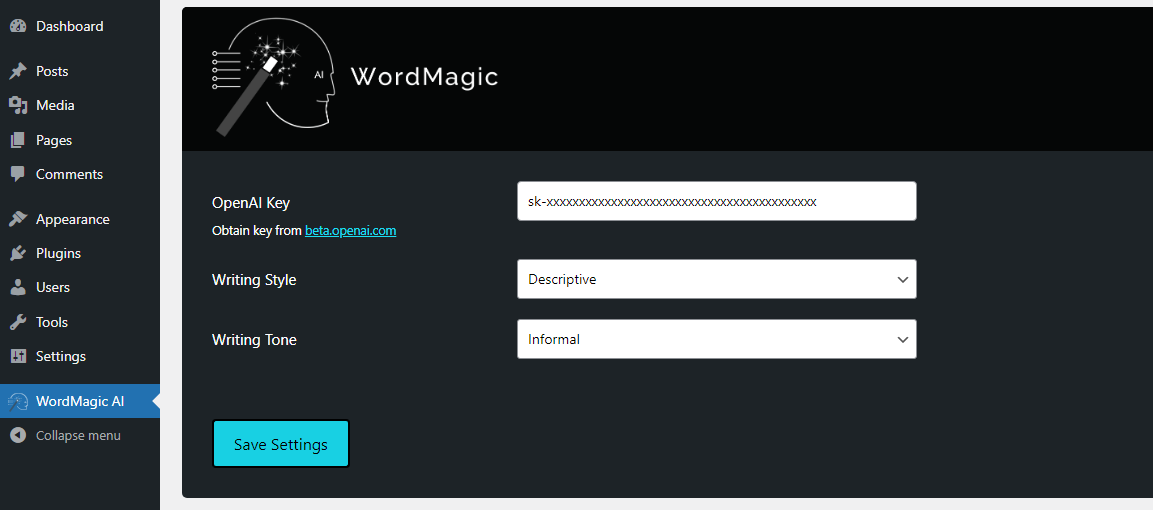 Dashboard
Posts
Media
Pages
Comments
Appearance
Plugins
Users
Tools
Settings
WordMagic AI
Collapse menu
AI
WordMagic
OpenAI Key
sk-xxxxxxxxxxxxxxxxxxxxxxxxxxxxxxxxxxxxxxxxxx
Obtain key from beta.openai.com
Writing Style
Descriptive
Writing Tone
Informal
Save Settings